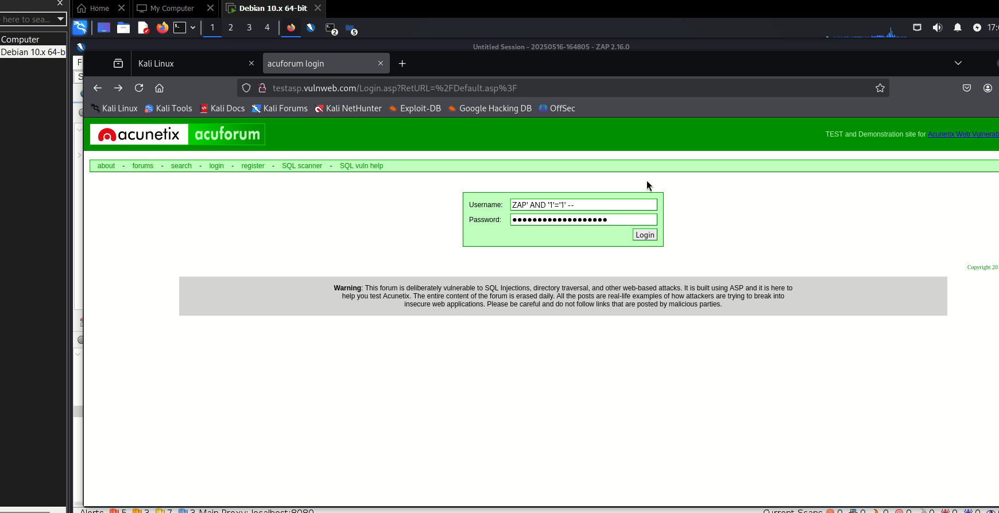 Home
My Computer
Debian 10.x 64-bit
here to sea...
1 2 3 4
2
5
17:
Computer
Debian 10.x 64-b
Untitled Session - 20250516-164805 - ZAP 2.16.0
F
Kali Linux
acuforum login
S
testasp.vulnweb.com/Login.asp?RetURL=%2FDefault.asp%3F
Kali Linux Kali Tools Kali Docs Kali Forums Kali NetHunter Exploit-DB Google Hacking DB OffSec
acunetix acuforum
TEST and Demonstration site for Acunetix Web Vulnerab
about - forums - search - login - register - SQL scanner - SQL vuln help
Username: ZAP' AND '1'='1' --
Password: ●●●●●●●●●●●●●●●●●●●
Login
Copyright 201
Warning: This forum is deliberately vulnerable to SQL Injections, directory traversal, and other web-based attacks. It is built using ASP and it is here to
help you test Acunetix. The entire content of the forum is erased daily. All the posts are real-life examples of how attackers are trying to break into
insecure web applications. Please be careful and do not follow links that are posted by malicious parties.
Alerts 5 3 7 3 Main Proxy: localhost:8080
Current Scans 0 0 0 0 0 0 0